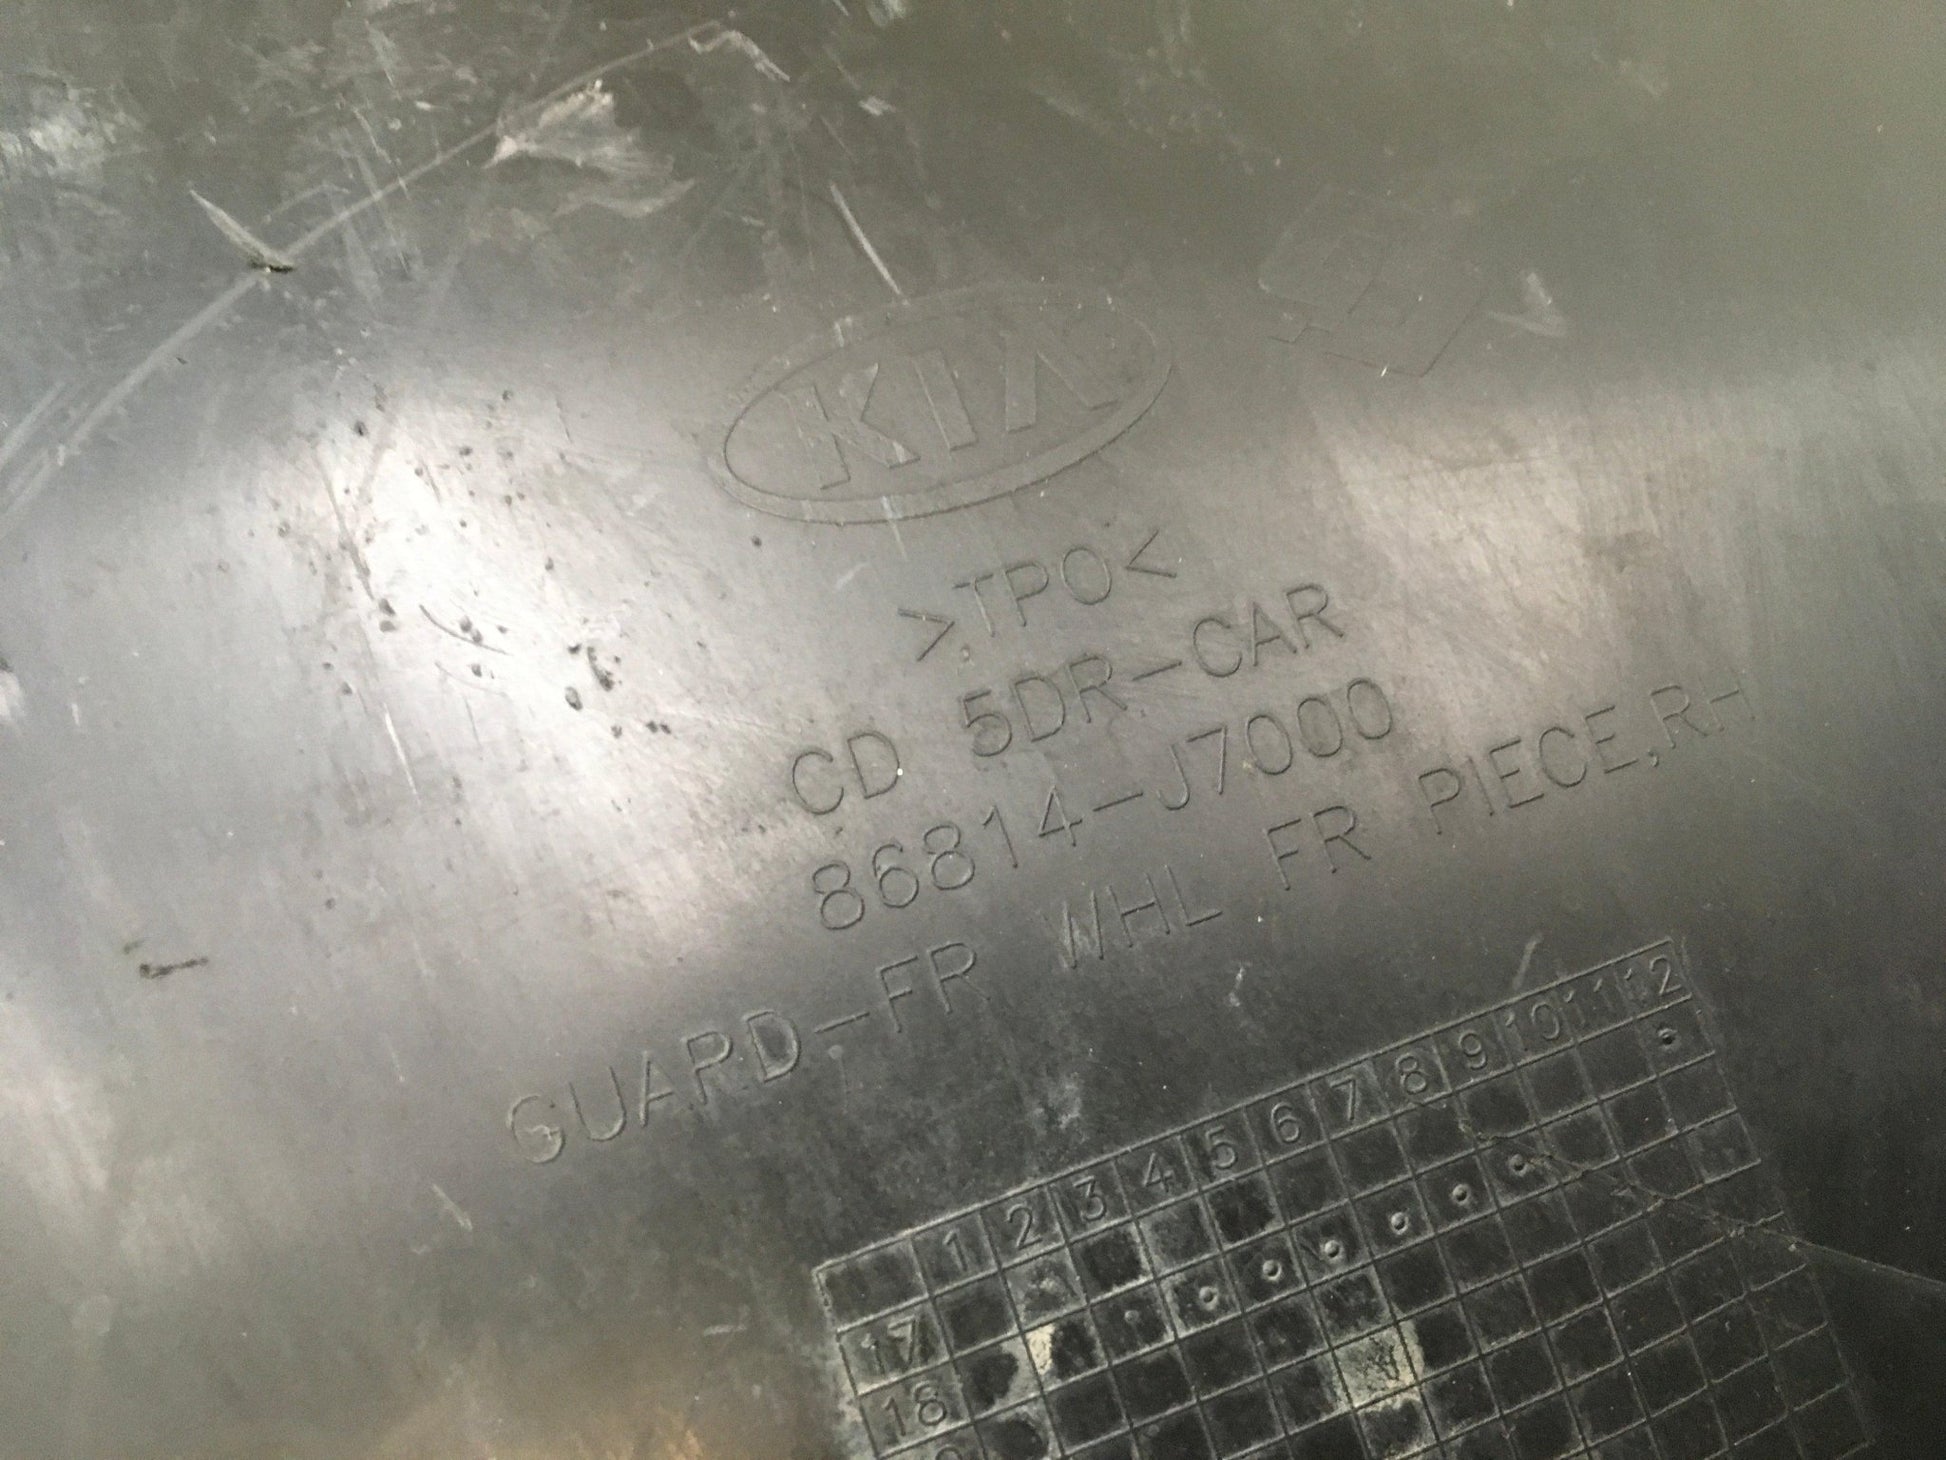 KIA
>TPO<
CD 5DR-CAR
86814-J7000
GUARD-FR WHL FR PIECE,RH
1 2 3 4 5 6 7 8 9 10 11 12
17
18